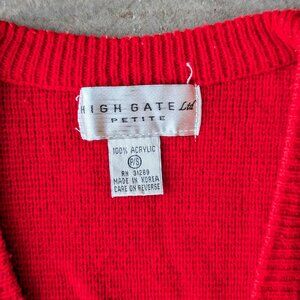 HIGH GATE Ltd
PETITE
100% ACRYLIC
P/S
RN 31289
MADE IN KOREA
CARE ON REVERSE